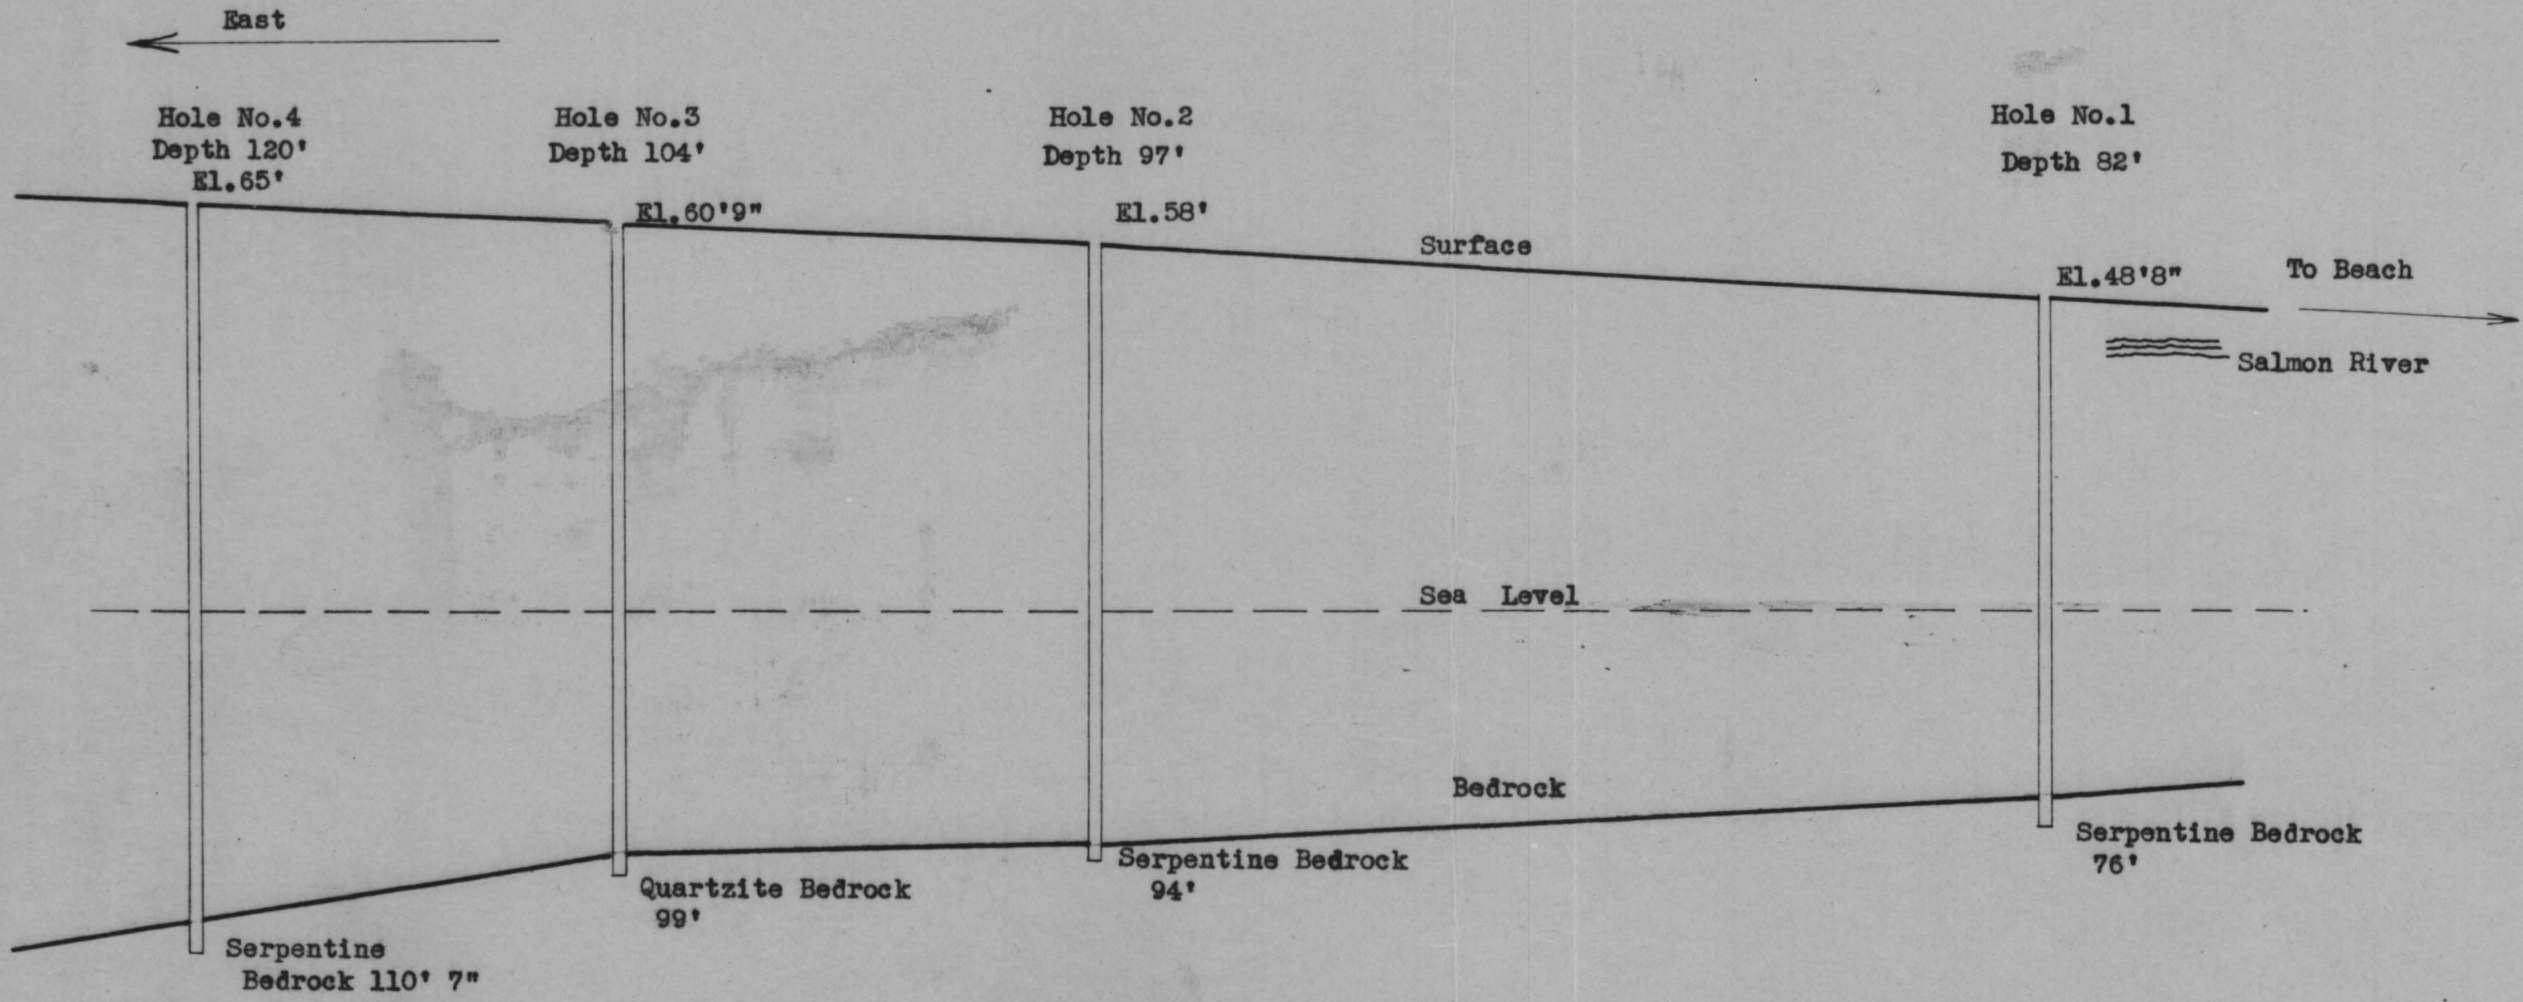 East
Hole No.4
Depth 120'
El.65'
Hole No.3
Depth 104'
El.60'9"
Hole No.2
Depth 97'
El.58'
Hole No.1
Depth 82'
El.48'8"
Surface
To Beach
Salmon River
Sea Level
Bedrock
Serpentine
Bedrock 110' 7"
Quartzite Bedrock
99'
Serpentine Bedrock
94'
Serpentine Bedrock
76'